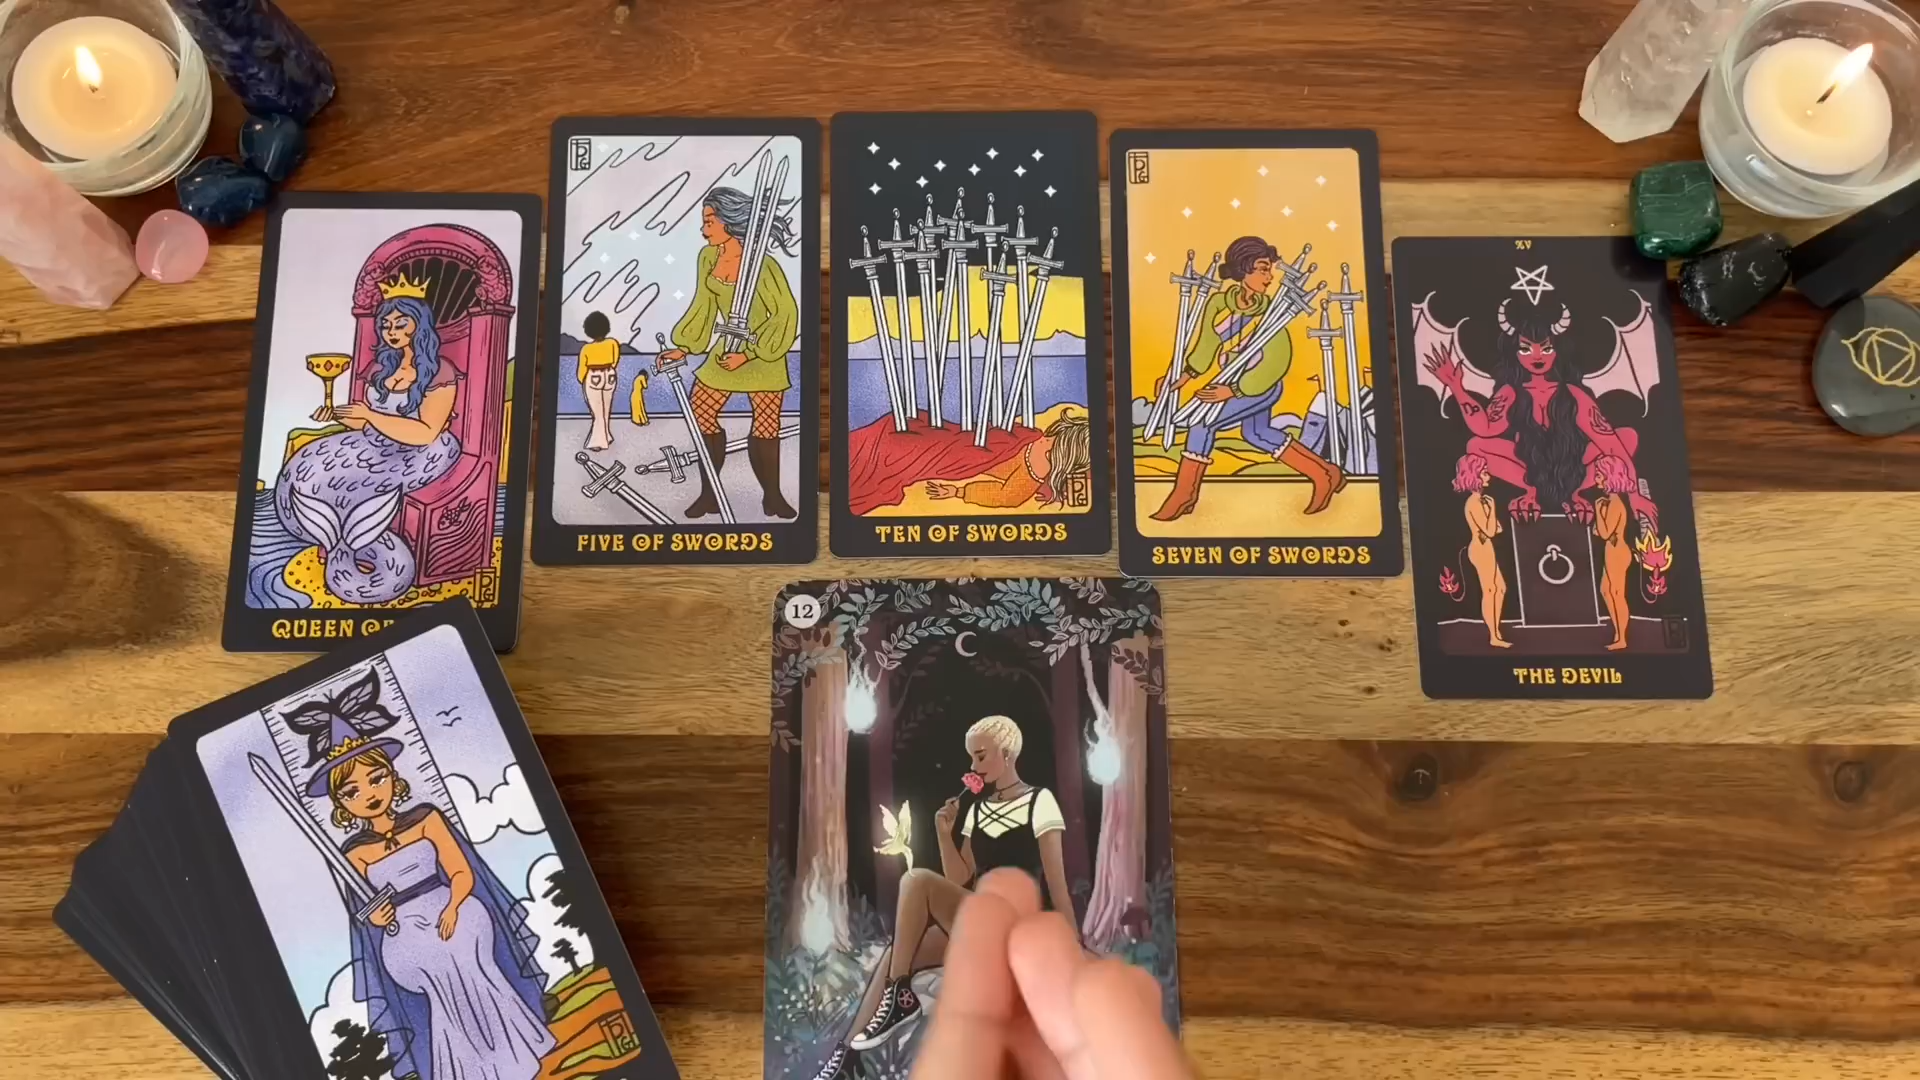 FIVE OF SWORDS
TEN OF SWORDS
SEVEN OF SWORDS
QUEEN
XV
THE DEVIL
12